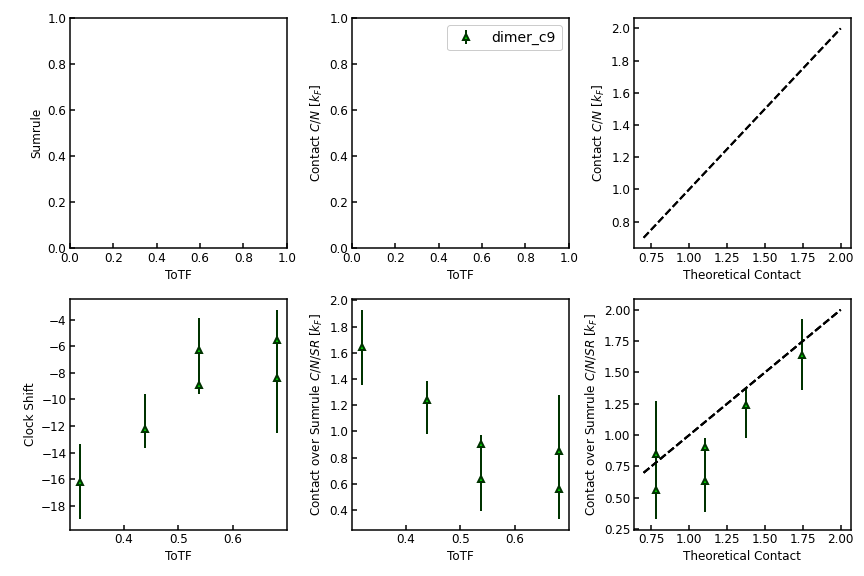 1.0
0.8
0.6
0.4
0.2
0.0
Sumrule
0.0 0.2 0.4 0.6 0.8 1.0
ToTF
1.0
0.8
0.6
0.4
0.2
0.0
Contact C/N [k_F]
dimer_c9
0.0 0.2 0.4 0.6 0.8 1.0
ToTF
2.0
1.8
1.6
1.4
1.2
1.0
0.8
Contact C/N [k_F]
0.75 1.00 1.25 1.50 1.75 2.00
Theoretical Contact
−4
−6
−8
−10
−12
−14
−16
−18
Clock Shift
0.4 0.5 0.6
ToTF
2.0
1.8
1.6
1.4
1.2
1.0
0.8
0.6
0.4
Contact over Sumrule C/N/SR [k_F]
0.4 0.5 0.6
ToTF
2.00
1.75
1.50
1.25
1.00
0.75
0.50
0.25
Contact over Sumrule C/N/SR [k_F]
0.75 1.00 1.25 1.50 1.75 2.00
Theoretical Contact